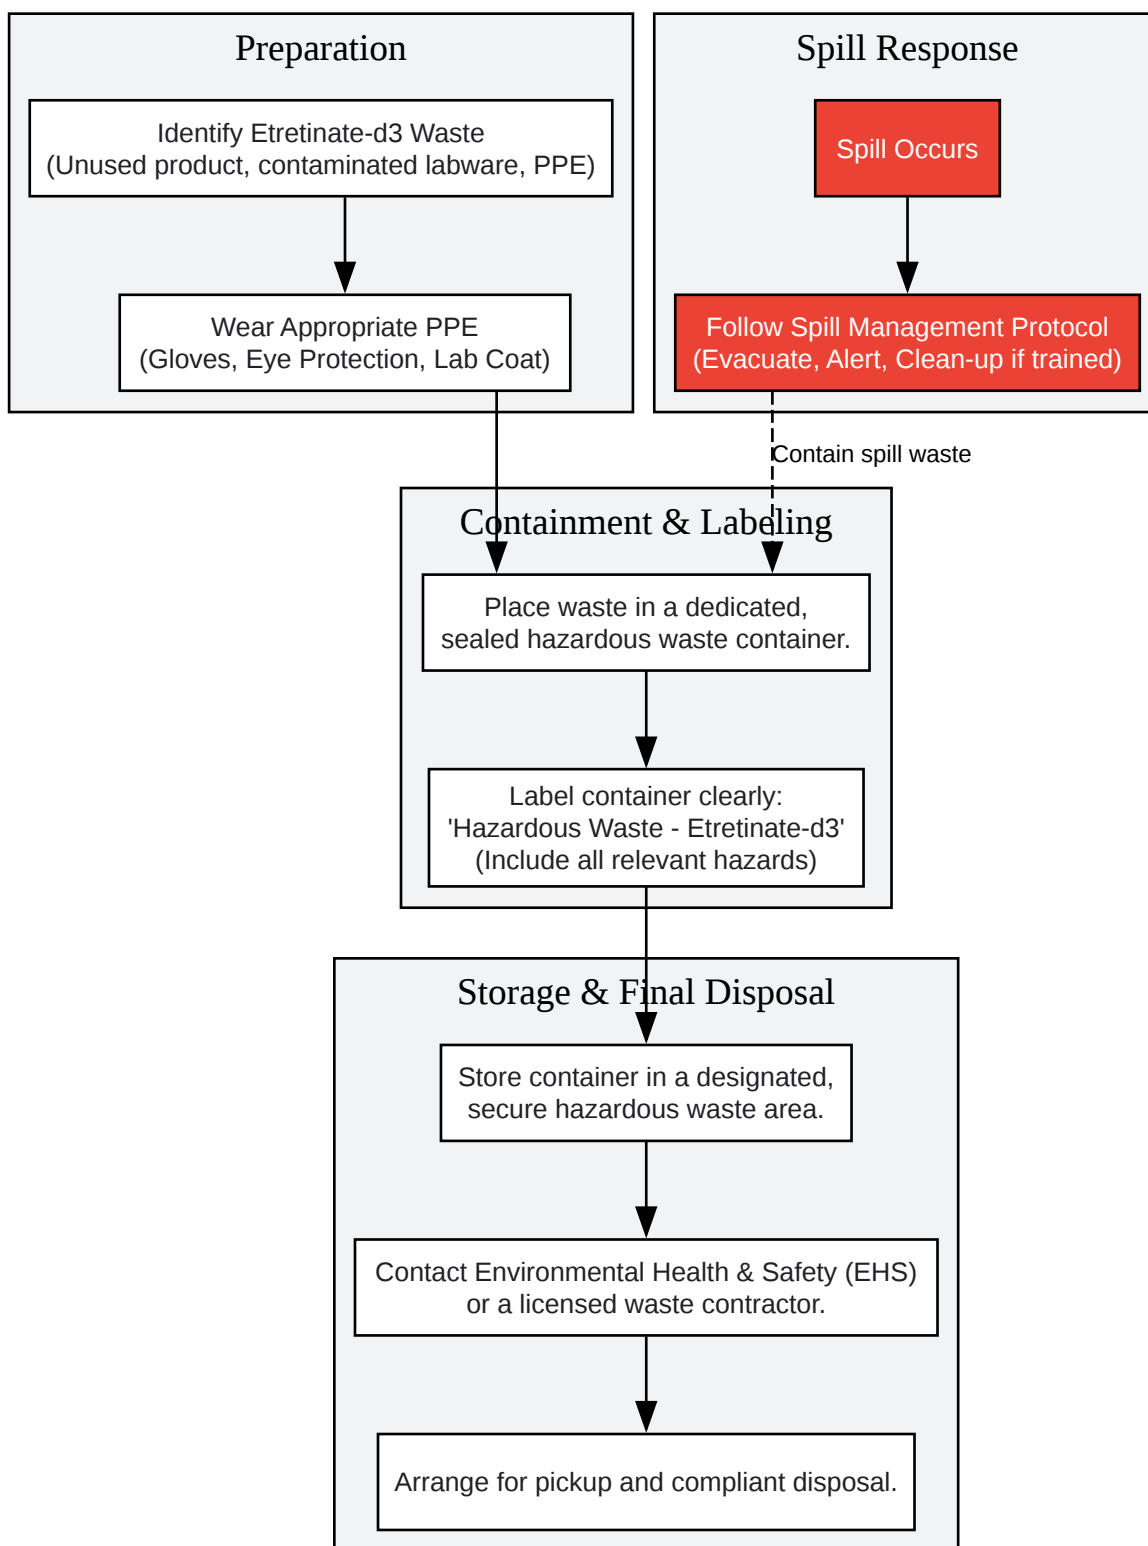 Preparation
Identify Etretinate-d3 Waste
(Unused product, contaminated labware, PPE)
Wear Appropriate PPE
(Gloves, Eye Protection, Lab Coat)
Spill Response
Spill Occurs
Follow Spill Management Protocol
(Evacuate, Alert, Clean-up if trained)
Contain spill waste
Containment & Labeling
Place waste in a dedicated,
sealed hazardous waste container.
Label container clearly:
'Hazardous Waste - Etretinate-d3'
(Include all relevant hazards)
Storage & Final Disposal
Store container in a designated,
secure hazardous waste area.
Contact Environmental Health & Safety (EHS)
or a licensed waste contractor.
Arrange for pickup and compliant disposal.